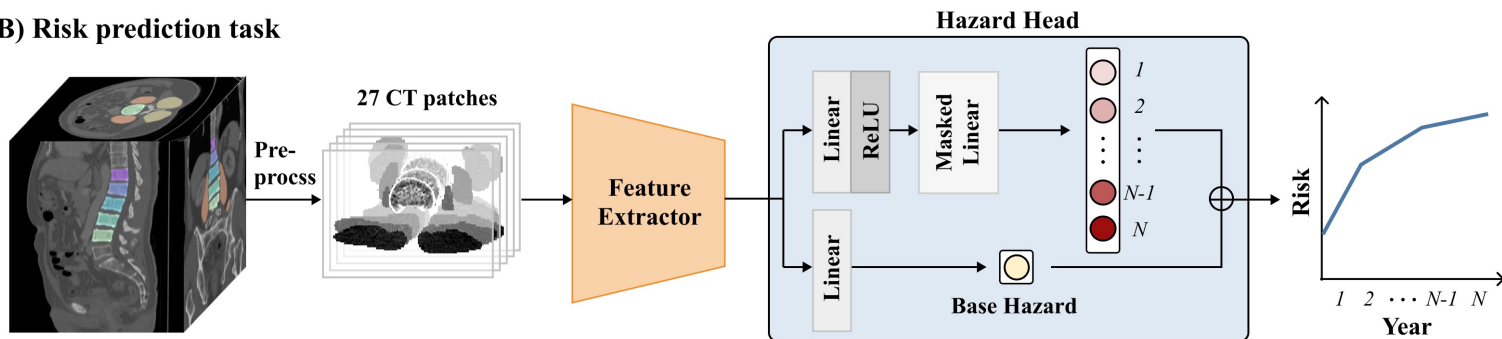 B) Risk prediction task
Hazard Head
27 CT patches
Pre-
procss
Feature
Extractor
Linear
ReLU
Masked
Linear
1
2
N-1
N
Linear
Base Hazard
Risk
1 2 ··· N-1 N
Year